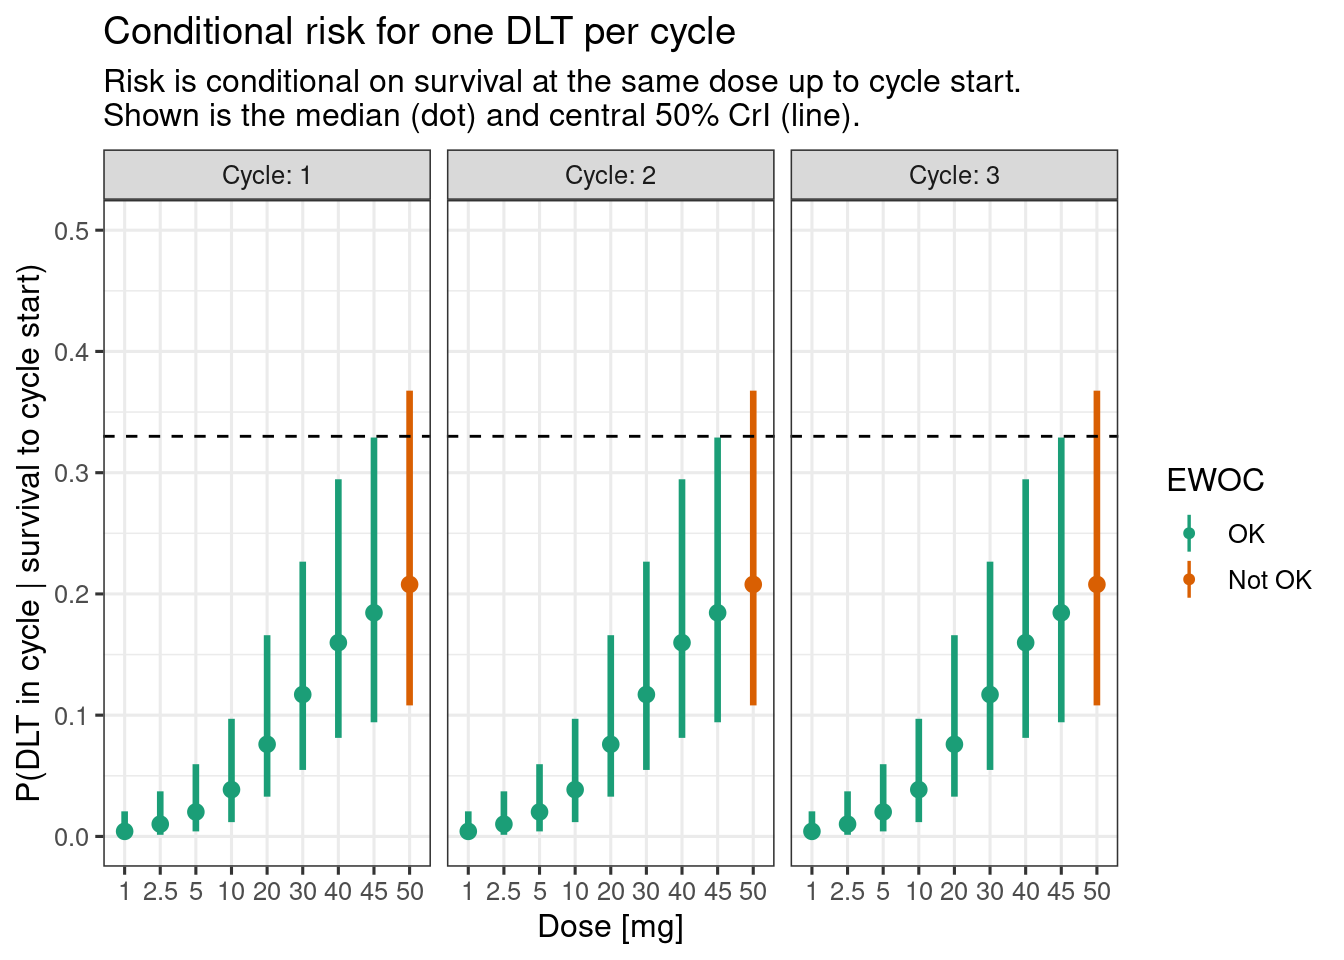 Conditional risk for one DLT per cycle
Risk is conditional on survival at the same dose up to cycle start.
Shown is the median (dot) and central 50% CrI (line).
Cycle: 1
Cycle: 2
Cycle: 3
P(DLT in cycle | survival to cycle start)
0.5
0.4
0.3
0.2
0.1
0.0
1 2.5 5 10 20 30 40 45 50
1 2.5 5 10 20 30 40 45 50
1 2.5 5 10 20 30 40 45 50
Dose [mg]
EWOC
OK
Not OK